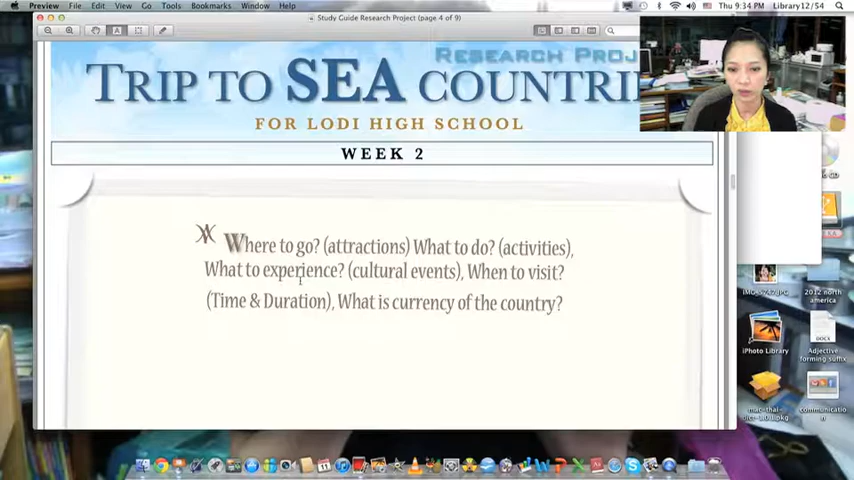 Preview File Edit View Go Tools Bookmarks Window Help
Thu 9:34 PM Library12/54
Study Guide Research Project (page 4 of 9)
RESEARCH PROJ
TRIP TO SEA COUNTRI
FOR LODI HIGH SCHOOL
WEEK 2
Where to go? (attractions) What to do? (activities),
What to experience? (cultural events), When to visit?
(Time & Duration), What is currency of the country?
2012 north
america
iPhoto Library
DOCX
Adjective
forming suffix
communicatio
n